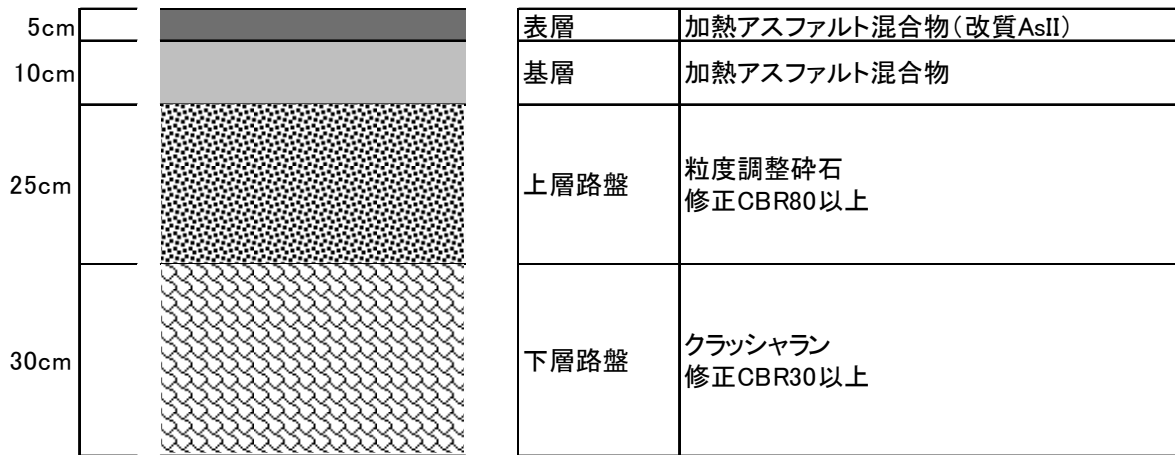 5cm
表層
加熱アスファルト混合物（改質AsII）
10cm
基層
加熱アスファルト混合物
25cm
上層路盤
粒度調整砕石
修正CBR80以上
30cm
下層路盤
クラッシャラン
修正CBR30以上